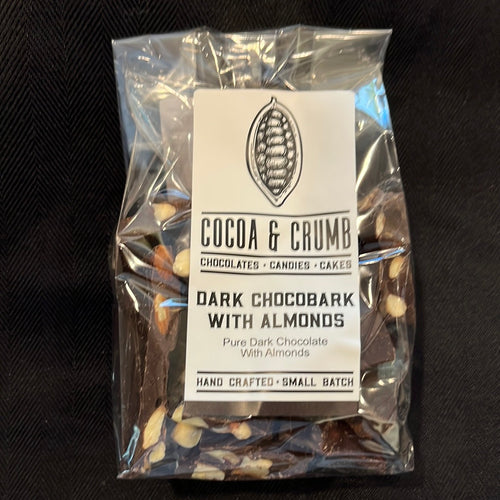 COCOA & CRUMB
CHOCOLATES • CANDIES • CAKES
DARK CHOCOBARK
WITH ALMONDS
Pure Dark Chocolate
With Almonds
HAND CRAFTED • SMALL BATCH